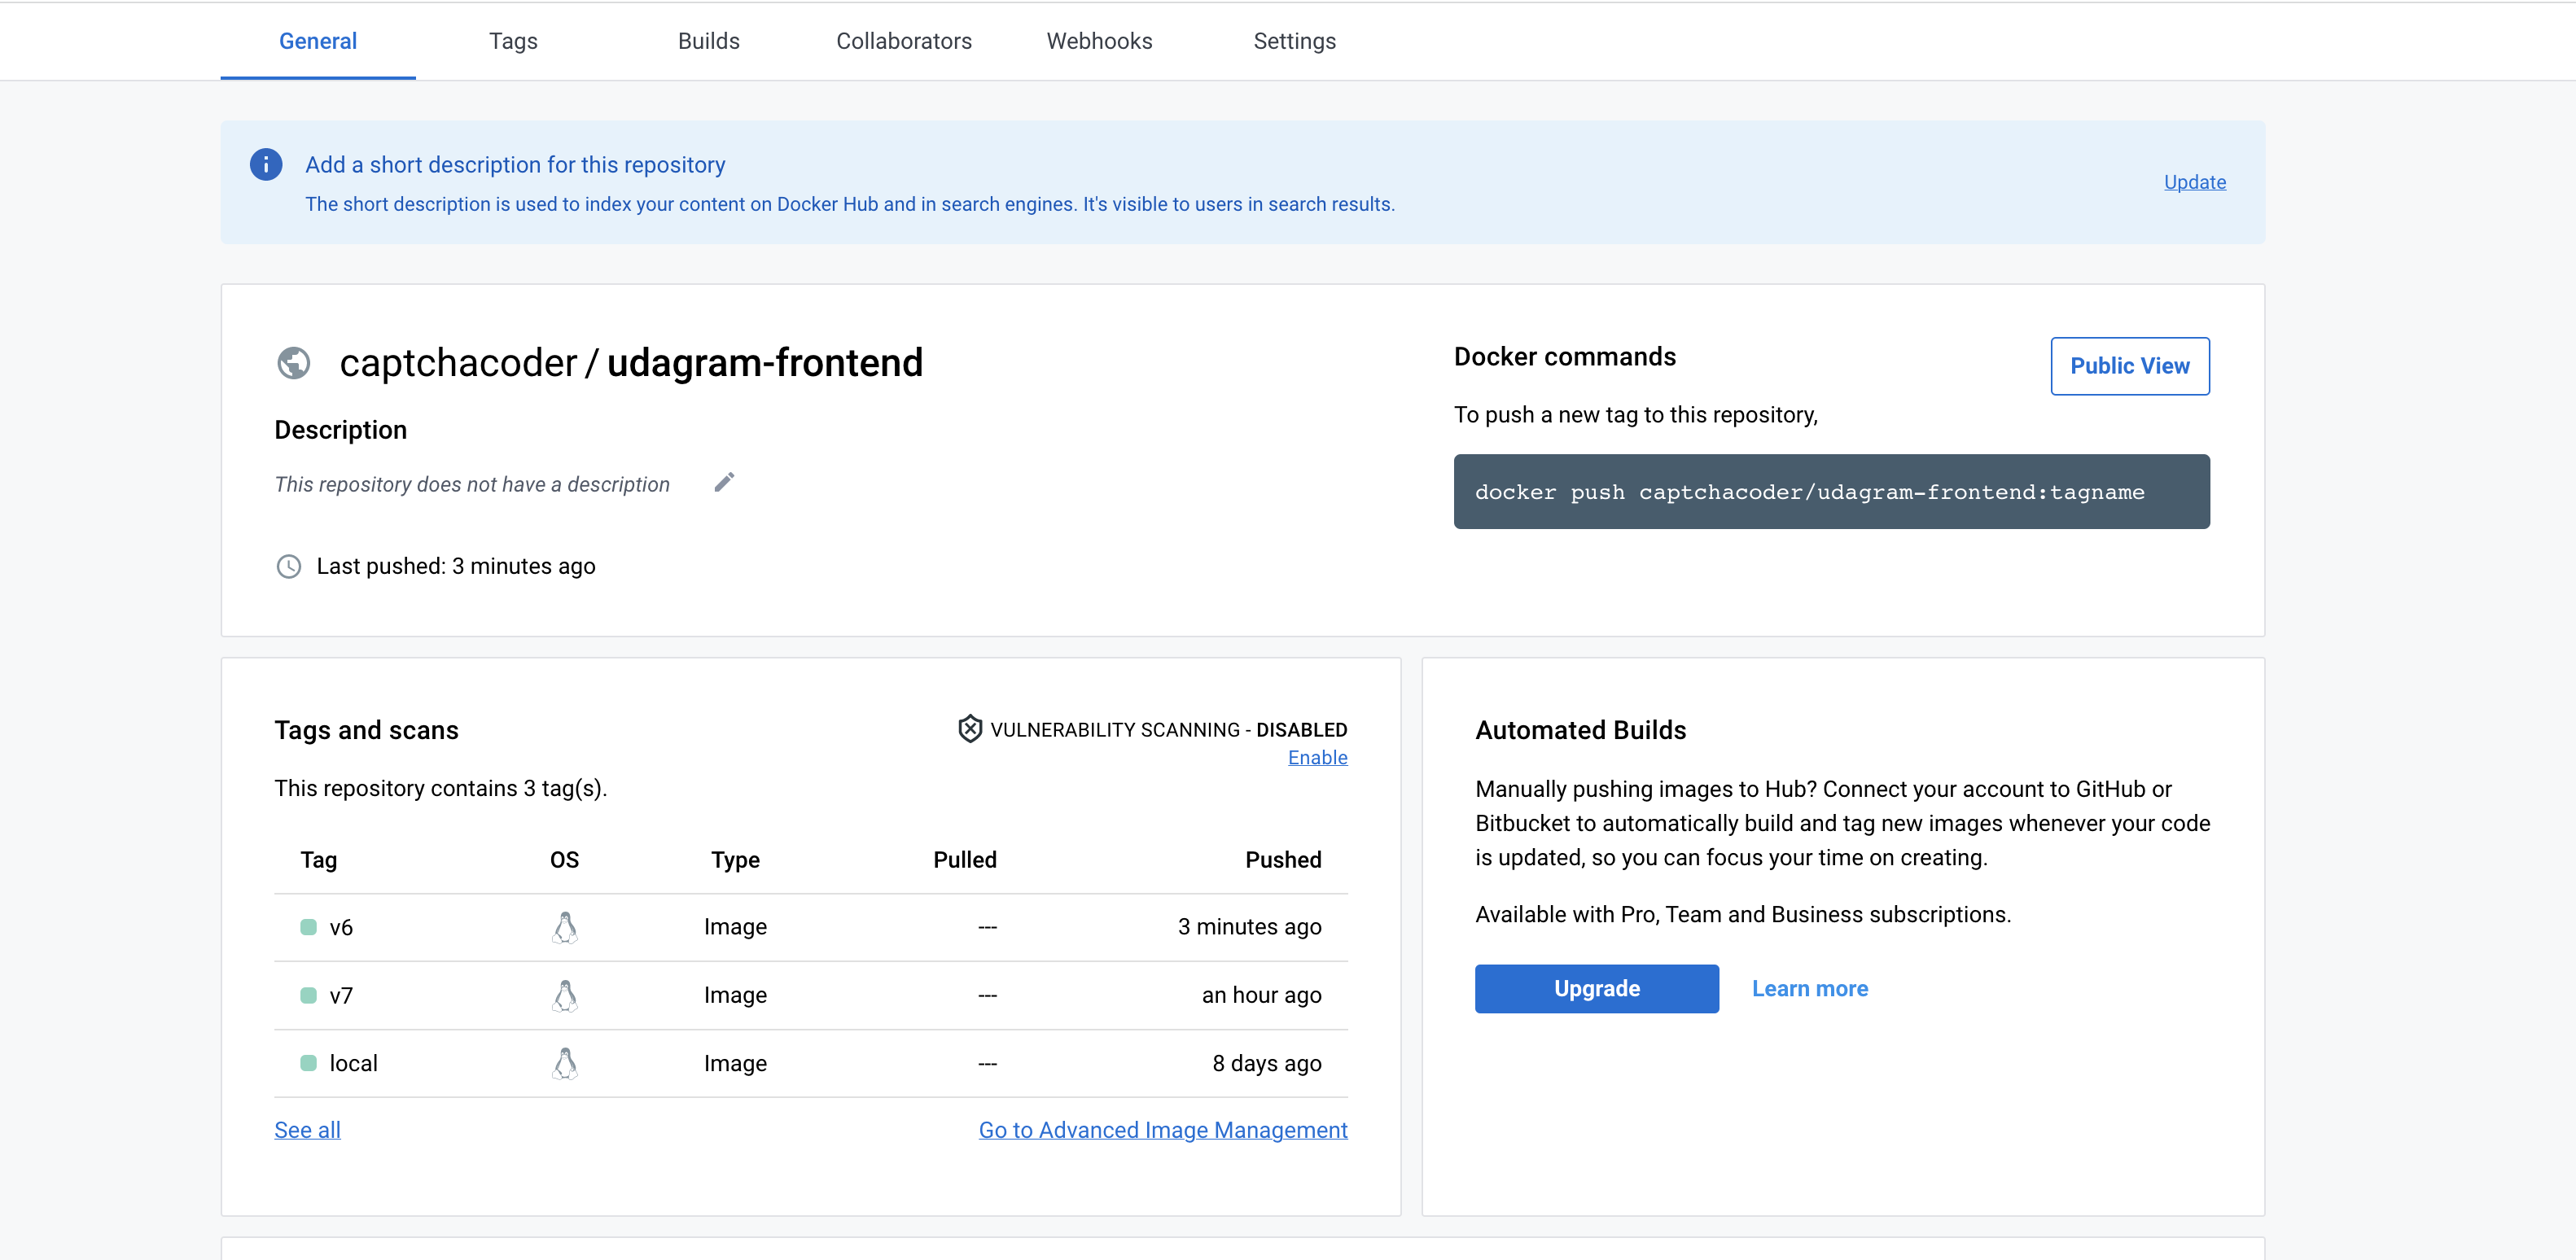 General Tags Builds Collaborators Webhooks Settings
Add a short description for this repository
The short description is used to index your content on Docker Hub and in search engines. It's visible to users in search results.
Update
captchacoder / udagram-frontend
Description
This repository does not have a description
Last pushed: 3 minutes ago
Docker commands
Public View
To push a new tag to this repository,
docker push captchacoder/udagram-frontend:tagname
Tags and scans
VULNERABILITY SCANNING - DISABLED
Enable
This repository contains 3 tag(s).
Tag OS Type Pulled Pushed
v6 Image --- 3 minutes ago
v7 Image --- an hour ago
local Image --- 8 days ago
See all Go to Advanced Image Management
Automated Builds
Manually pushing images to Hub? Connect your account to GitHub or
Bitbucket to automatically build and tag new images whenever your code
is updated, so you can focus your time on creating.
Available with Pro, Team and Business subscriptions.
Upgrade Learn more